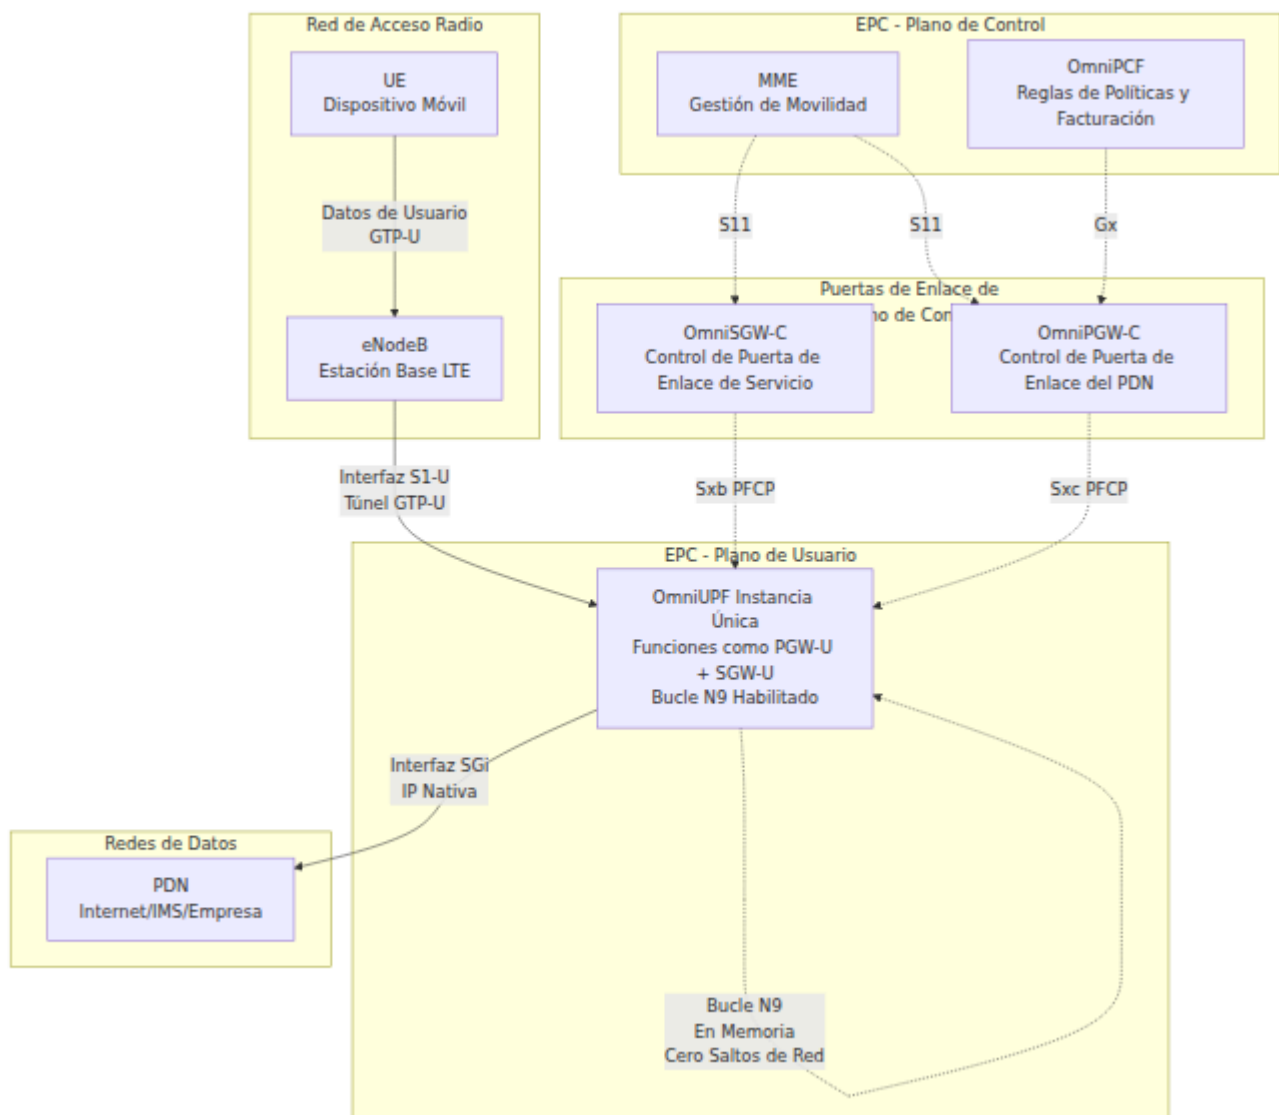 Red de Acceso Radio
UE
Dispositivo Móvil
Datos de Usuario
GTP-U
eNodeB
Estación Base LTE
EPC - Plano de Control
MME
Gestión de Movilidad
OmniPCF
Reglas de Políticas y
Facturación
S11
S11
Gx
Puertas de Enlace de
no de Con
OmniSGW-C
Control de Puerta de
Enlace de Servicio
OmniPGW-C
Control de Puerta de
Enlace del PDN
Interfaz S1-U
Túnel GTP-U
Sxb PFCP
Sxc PFCP
EPC - Plano de Usuario
OmniUPF Instancia
Única
Funciones como PGW-U
+ SGW-U
Bucle N9 Habilitado
Interfaz SGi
IP Nativa
Redes de Datos
PDN
Internet/IMS/Empresa
Bucle N9
En Memoria
Cero Saltos de Red